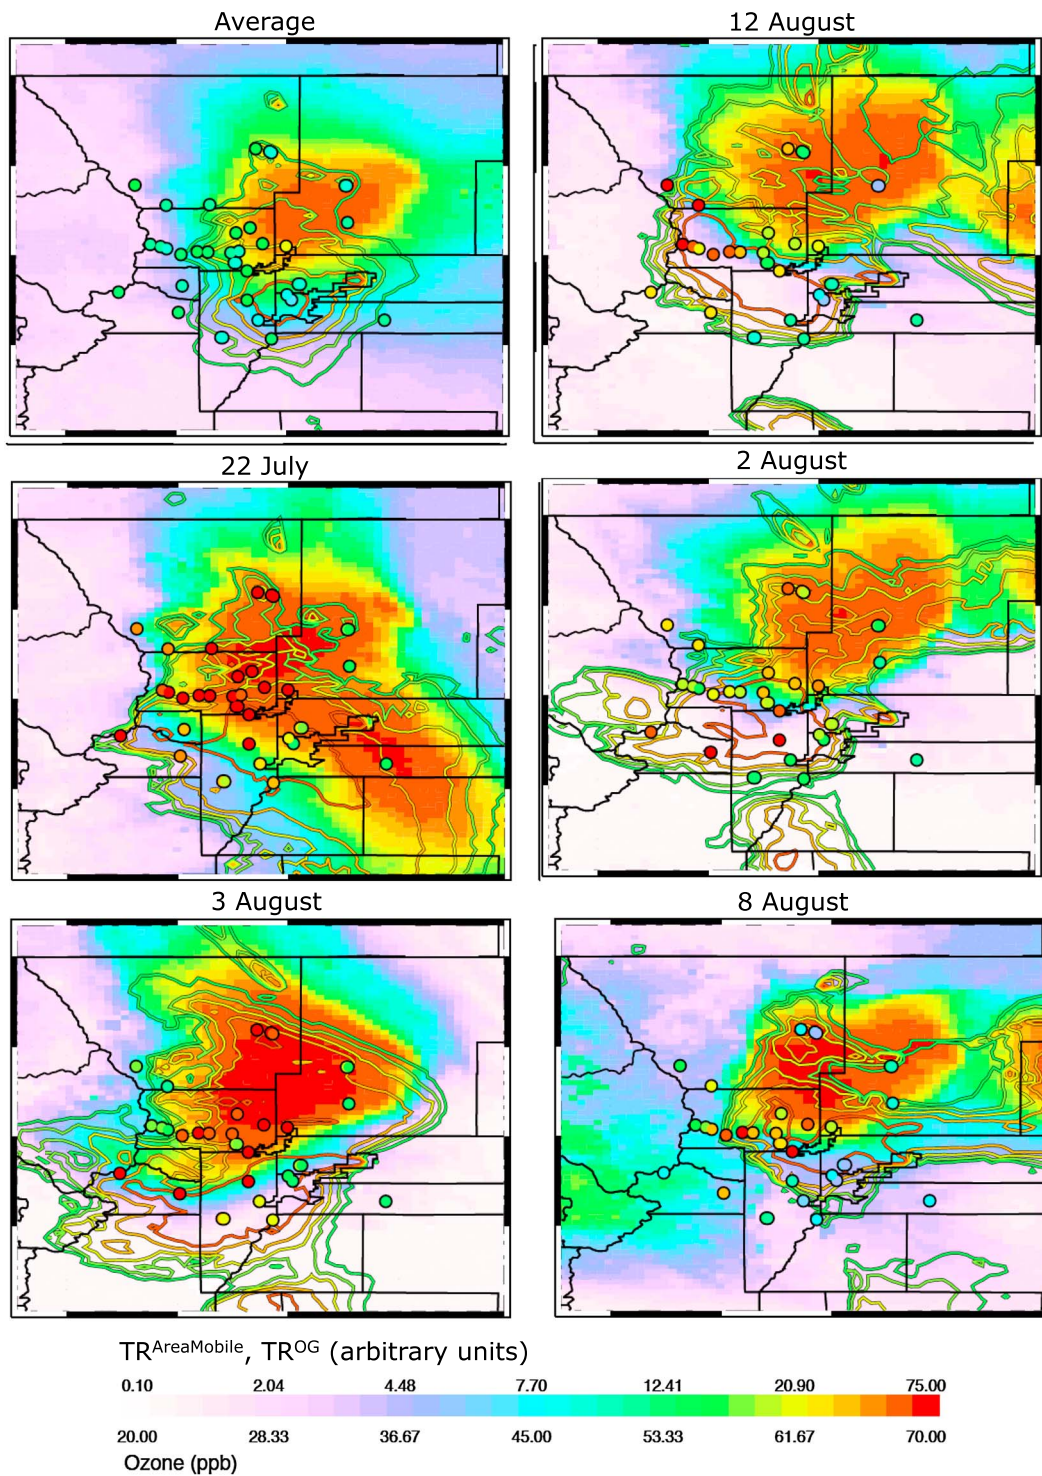 Average
12 August
22 July
2 August
3 August
8 August
TR^AreaMobile, TR^OG (arbitrary units)
0.10 2.04 4.48 7.70 12.41 20.90 75.00
20.00 28.33 36.67 45.00 53.33 61.67 70.00
Ozone (ppb)